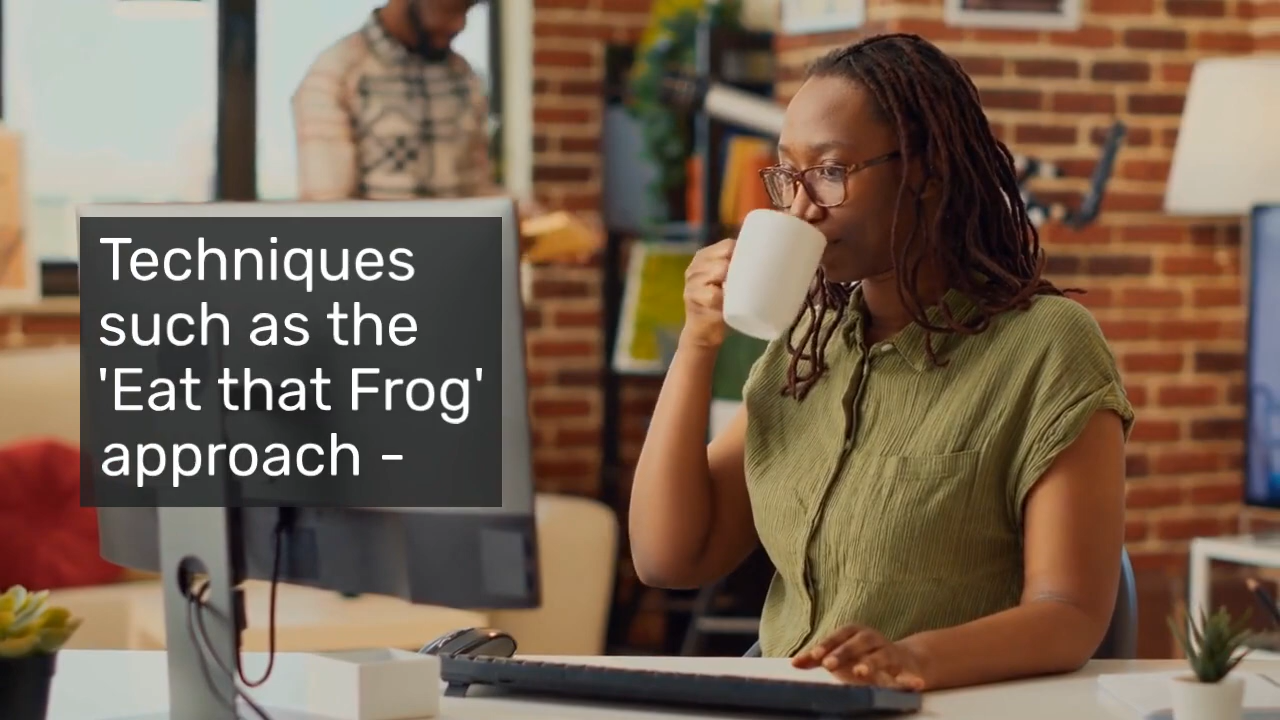 Techniques
such as the
'Eat that Frog'
approach -